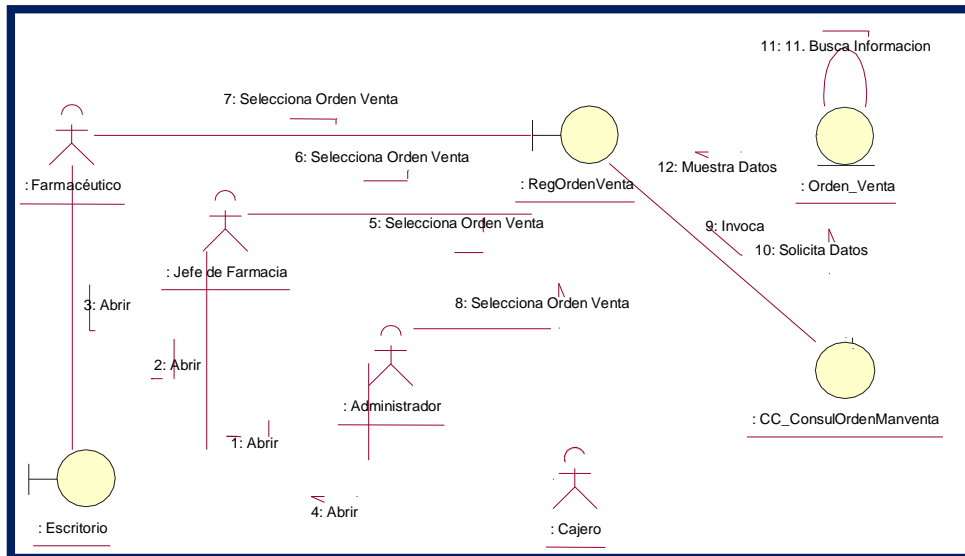 11: 11. Busca Informacion
7: Selecciona Orden Venta
6: Selecciona Orden Venta
12: Muestra Datos
: Farmacéutico
: RegOrdenVenta
: Orden_Venta
5: Selecciona Orden Venta
9: Invoca
10: Solicita Datos
: Jefe de Farmacia
3: Abrir
8: Selecciona Orden Venta
2: Abrir
: Administrador
: CC_ConsulOrdenManventa
1: Abrir
4: Abrir
: Escritorio
: Cajero